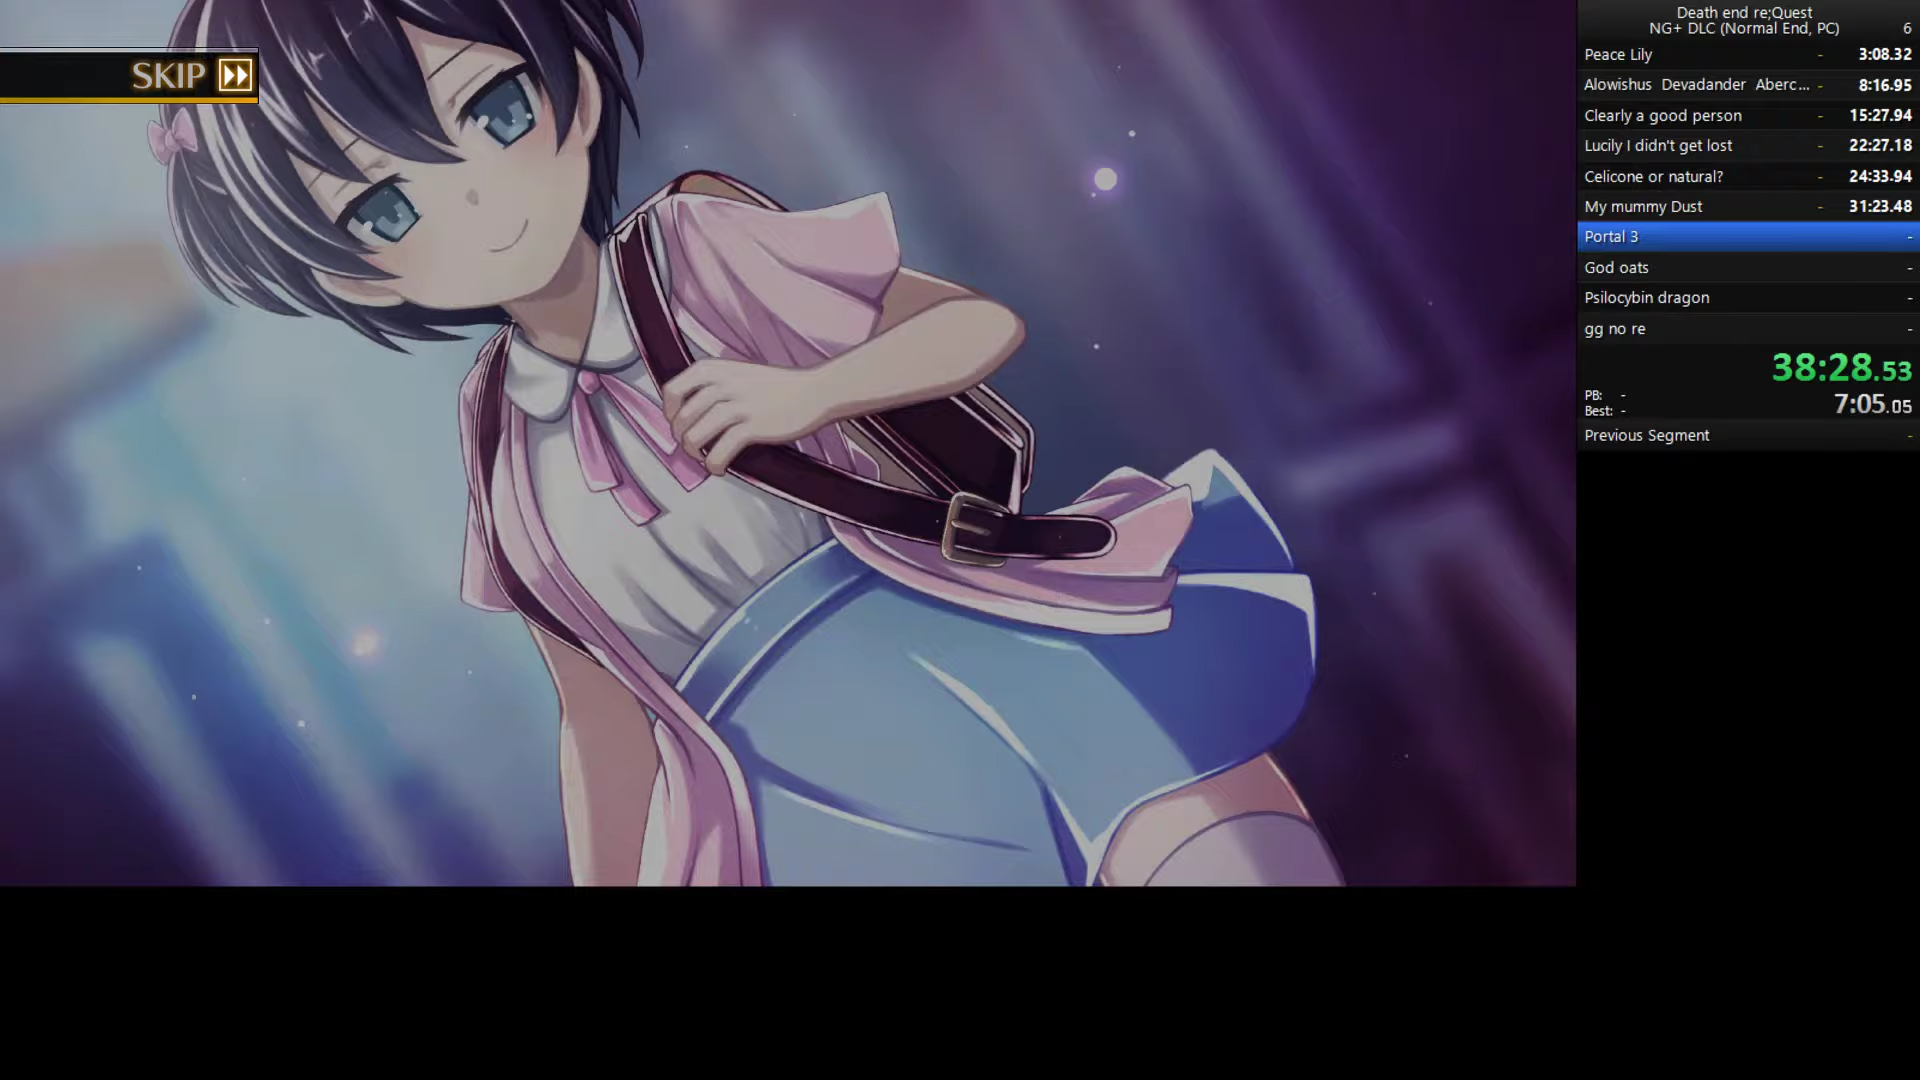 SKIP
Death end re;Quest
NG+ DLC (Normal End, PC) 6
Peace Lily - 3:08.32
Alowishus Devadander Aberc... - 8:16.95
Clearly a good person - 15:27.94
Lucily I didn't get lost - 22:27.18
Celicone or natural? - 24:33.94
My mummy Dust - 31:23.48
Portal 3 -
God oats -
Psilocybin dragon -
gg no re -
38:28.53
PB: -
Best: -
7:05.05
Previous Segment -